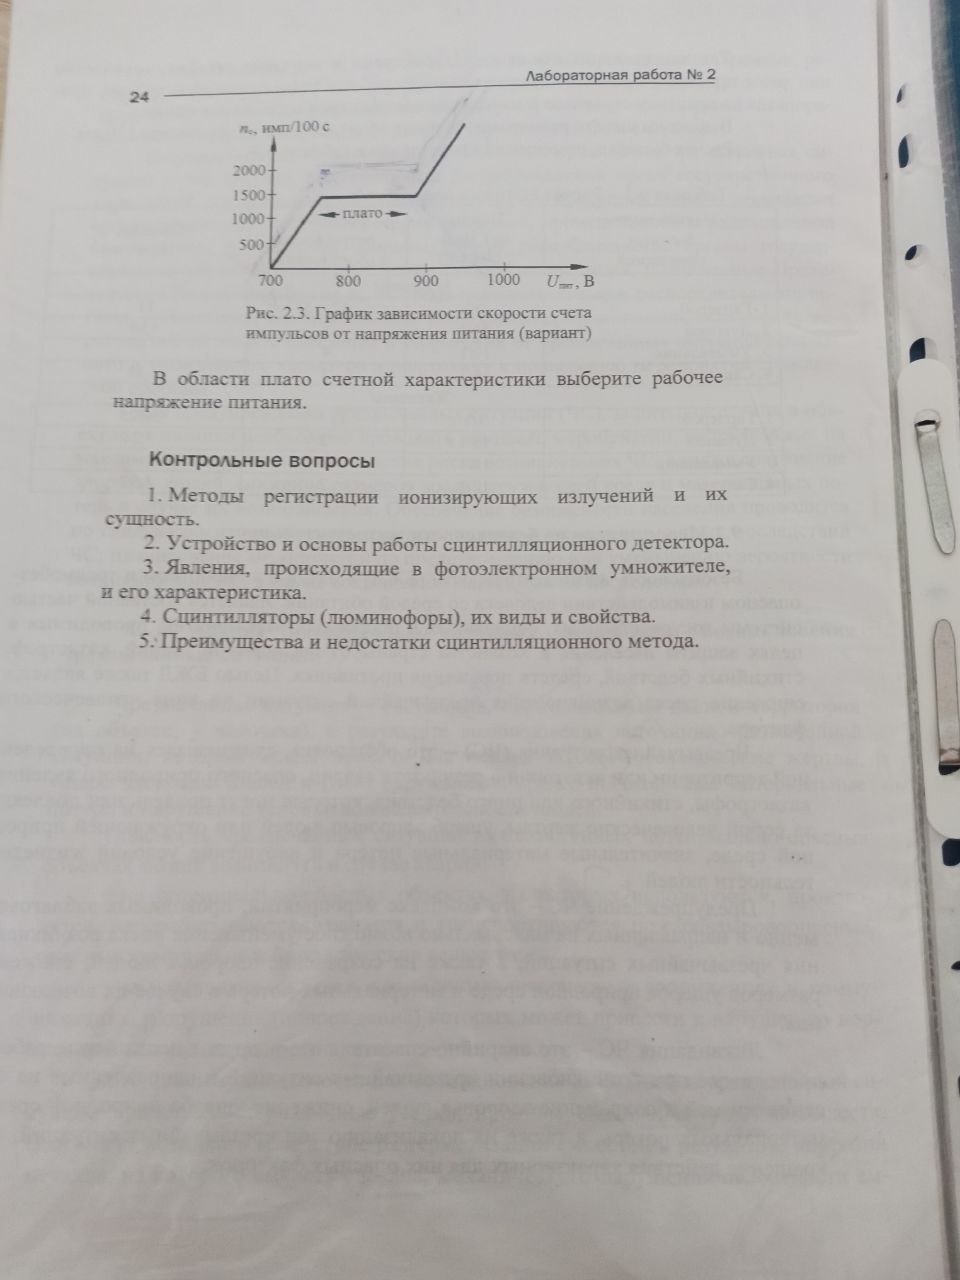 24
Лабораторная работа № 2
nс, имп/100 с
2000
1500
1000
500
плато
700 800 900 1000 Uпит, В
Рис. 2.3. График зависимости скорости счета
импульсов от напряжения питания (вариант)
В области плато счетной характеристики выберите рабочее
напряжение питания.
Контрольные вопросы
1. Методы регистрации ионизирующих излучений и их
сущность.
2. Устройство и основы работы сцинтилляционного детектора.
3. Явления, происходящие в фотоэлектронном умножителе,
и его характеристика.
4. Сцинтилляторы (люминофоры), их виды и свойства.
5. Преимущества и недостатки сцинтилляционного метода.